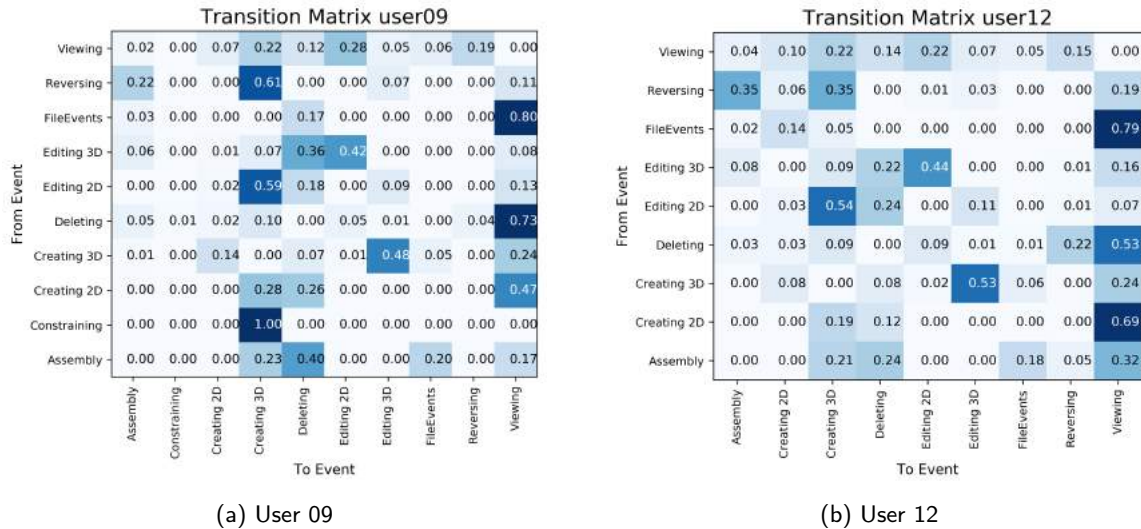 Transition Matrix user09
From Event
Viewing 0.02 0.00 0.07 0.22 0.12 0.28 0.05 0.06 0.19 0.00
Reversing 0.22 0.00 0.00 0.61 0.00 0.00 0.07 0.00 0.00 0.11
FileEvents 0.03 0.00 0.00 0.00 0.17 0.00 0.00 0.00 0.00 0.80
Editing 3D 0.06 0.00 0.01 0.07 0.36 0.42 0.00 0.00 0.00 0.08
Editing 2D 0.00 0.00 0.02 0.59 0.18 0.00 0.09 0.00 0.00 0.13
Deleting 0.05 0.01 0.02 0.10 0.00 0.05 0.01 0.00 0.04 0.73
Creating 3D 0.01 0.00 0.14 0.00 0.07 0.01 0.48 0.05 0.00 0.24
Creating 2D 0.00 0.00 0.00 0.28 0.26 0.00 0.00 0.00 0.00 0.47
Constraining 0.00 0.00 0.00 1.00 0.00 0.00 0.00 0.00 0.00 0.00
Assembly 0.00 0.00 0.00 0.23 0.40 0.00 0.00 0.20 0.00 0.17
Assembly Constraining Creating 2D Creating 3D Deleting Editing 2D Editing 3D FileEvents Reversing Viewing
To Event
(a) User 09
Transition Matrix user12
From Event
Viewing 0.04 0.10 0.22 0.14 0.22 0.07 0.05 0.15 0.00
Reversing 0.35 0.06 0.35 0.00 0.01 0.03 0.00 0.00 0.19
FileEvents 0.02 0.14 0.05 0.00 0.00 0.00 0.00 0.00 0.79
Editing 3D 0.08 0.00 0.09 0.22 0.44 0.00 0.00 0.01 0.16
Editing 2D 0.00 0.03 0.54 0.24 0.00 0.11 0.00 0.01 0.07
Deleting 0.03 0.03 0.09 0.00 0.09 0.01 0.01 0.22 0.53
Creating 3D 0.00 0.08 0.00 0.08 0.02 0.53 0.06 0.00 0.24
Creating 2D 0.00 0.00 0.19 0.12 0.00 0.00 0.00 0.00 0.69
Assembly 0.00 0.00 0.21 0.24 0.00 0.00 0.18 0.05 0.32
Assembly Creating 2D Creating 3D Deleting Editing 2D Editing 3D FileEvents Reversing Viewing
To Event
(b) User 12